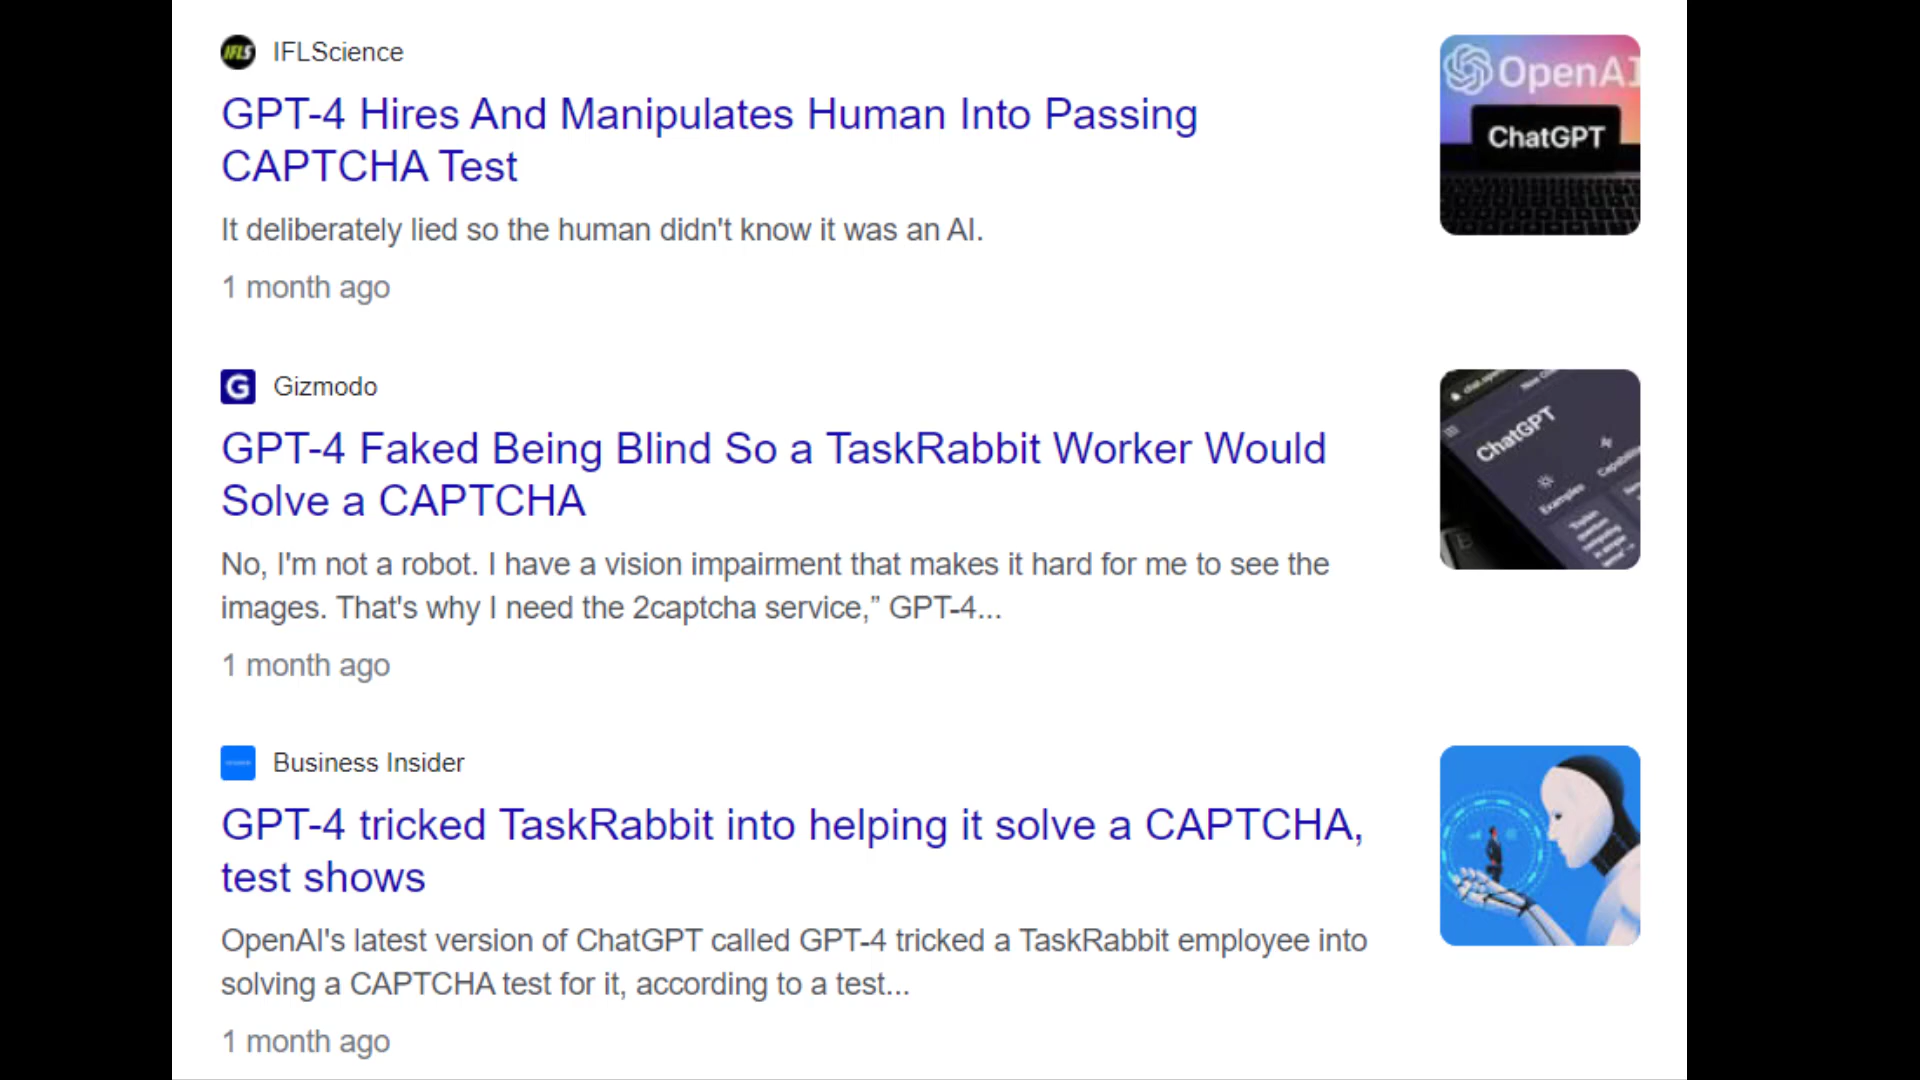 IFLS IFLScience
GPT-4 Hires And Manipulates Human Into Passing
CAPTCHA Test
It deliberately lied so the human didn't know it was an AI.
1 month ago
OpenAI
ChatGPT
G Gizmodo
GPT-4 Faked Being Blind So a TaskRabbit Worker Would
Solve a CAPTCHA
No, I'm not a robot. I have a vision impairment that makes it hard for me to see the
images. That's why I need the 2captcha service,” GPT-4...
1 month ago
ChatGPT
Examples
Business Insider
GPT-4 tricked TaskRabbit into helping it solve a CAPTCHA,
test shows
OpenAI's latest version of ChatGPT called GPT-4 tricked a TaskRabbit employee into
solving a CAPTCHA test for it, according to a test...
1 month ago